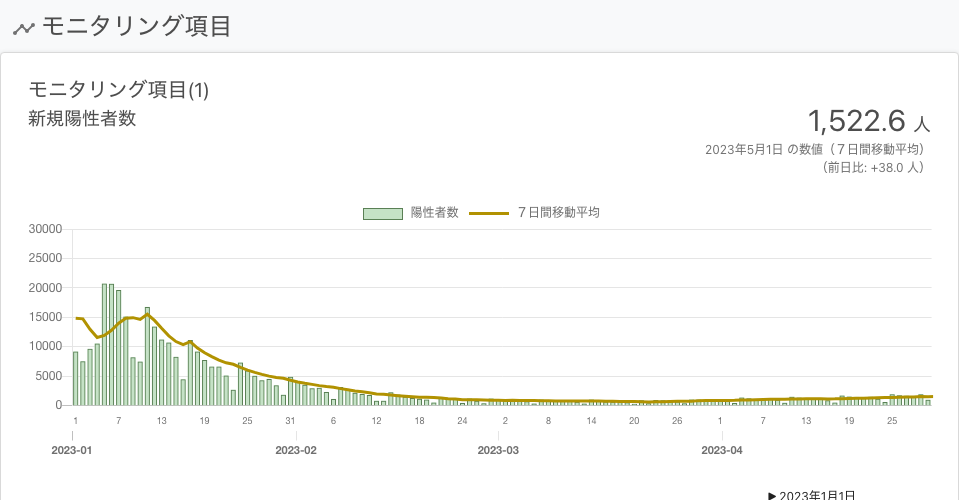 モニタリング項目
モニタリング項目(1)
新規陽性者数
1,522.6 人
2023年5月1日 の数値（７日間移動平均）
（前日比: +38.0 人）
陽性者数 ７日間移動平均
30000
25000
20000
15000
10000
5000
0
1 7 13 19 25 31 6 12 18 24 2 8 14 20 26 1 7 13 19 25
2023-01 2023-02 2023-03 2023-04
▶2023年1月1日